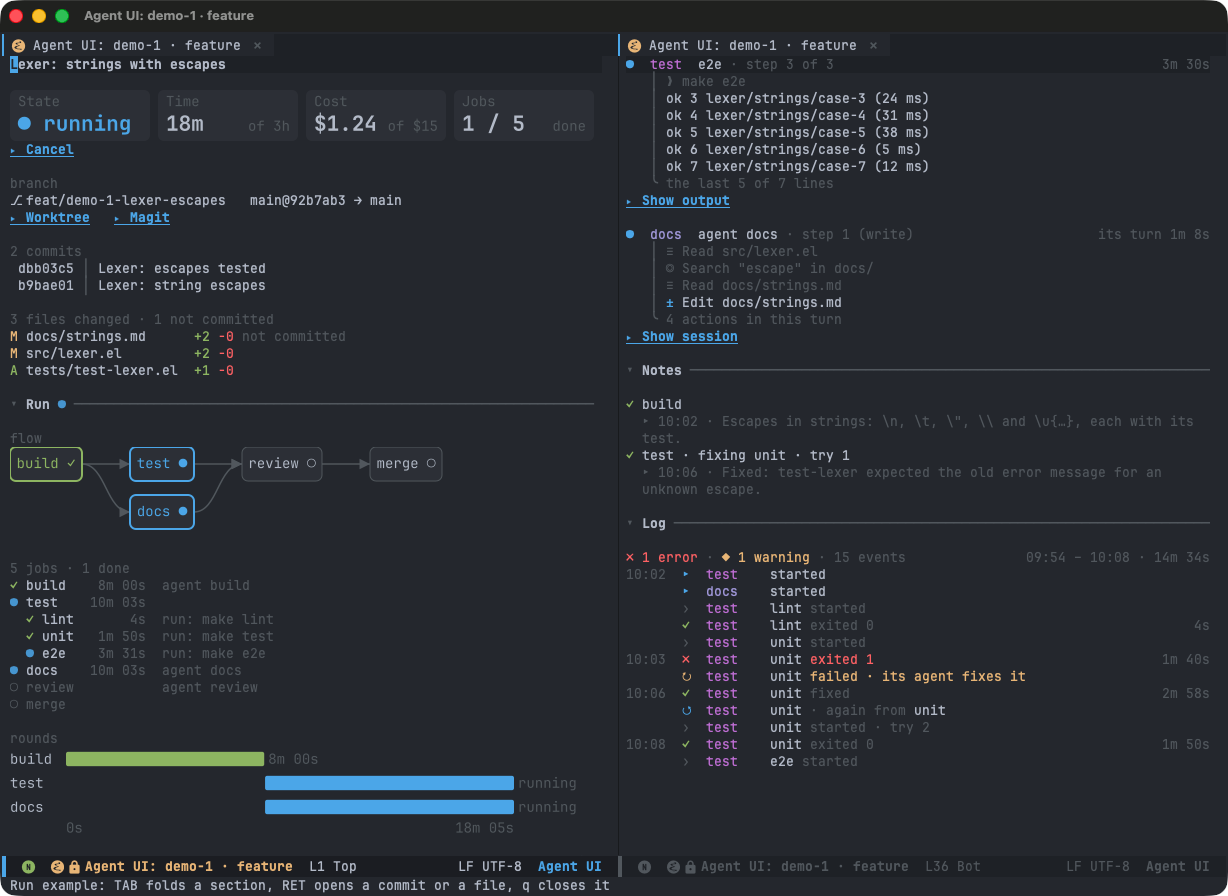 Agent UI: demo-1 · feature
Agent UI: demo-1 · feature ×
Lexer: strings with escapes
State
running
Time
18m of 3h
Cost
$1.24 of $15
Jobs
1 / 5 done
▸ Cancel
branch
feat/demo-1-lexer-escapes main@92b7ab3 → main
▸ Worktree ▸ Magit
2 commits
dbb03c5 │ Lexer: escapes tested
b9bae01 │ Lexer: string escapes
3 files changed · 1 not committed
M docs/strings.md +2 -0 not committed
M src/lexer.el +2 -0
A tests/test-lexer.el +1 -0
▾ Run ●
flow
build ✓
test ●
review ○
merge ○
docs ●
5 jobs · 1 done
✓ build 8m 00s agent build
● test 10m 03s
✓ lint 4s run: make lint
✓ unit 1m 50s run: make test
● e2e 3m 31s run: make e2e
● docs 10m 03s agent docs
○ review agent review
○ merge
rounds
build 8m 00s
test running
docs running
0s 18m 05s
N Agent UI: demo-1 · feature L1 Top LF UTF-8 Agent UI
Agent UI: demo-1 · feature ×
● test e2e · step 3 of 3 3m 30s
❯ make e2e
ok 3 lexer/strings/case-3 (24 ms)
ok 4 lexer/strings/case-4 (31 ms)
ok 5 lexer/strings/case-5 (38 ms)
ok 6 lexer/strings/case-6 (5 ms)
ok 7 lexer/strings/case-7 (12 ms)
the last 5 of 7 lines
▸ Show output
● docs agent docs · step 1 (write) its turn 1m 8s
≡ Read src/lexer.el
Search "escape" in docs/
≡ Read docs/strings.md
± Edit docs/strings.md
4 actions in this turn
▸ Show session
▾ Notes
✓ build
‣ 10:02 · Escapes in strings: \n, \t, \", \\ and \u{…}, each with its
test.
✓ test · fixing unit · try 1
‣ 10:06 · Fixed: test-lexer expected the old error message for an
unknown escape.
▾ Log
× 1 error · ◆ 1 warning · 15 events 09:54 – 10:08 · 14m 34s
10:02 ▸ test started
▸ docs started
› test lint started
✓ test lint exited 0 4s
› test unit started
10:03 × test unit exited 1 1m 40s
↻ test unit failed · its agent fixes it
10:06 ✓ test unit fixed 2m 58s
↺ test unit · again from unit
› test unit started · try 2
10:08 ✓ test unit exited 0 1m 50s
› test e2e started
N Agent UI: demo-1 · feature L36 Bot LF UTF-8 Agent UI
Run example: TAB folds a section, RET opens a commit or a file, q closes it